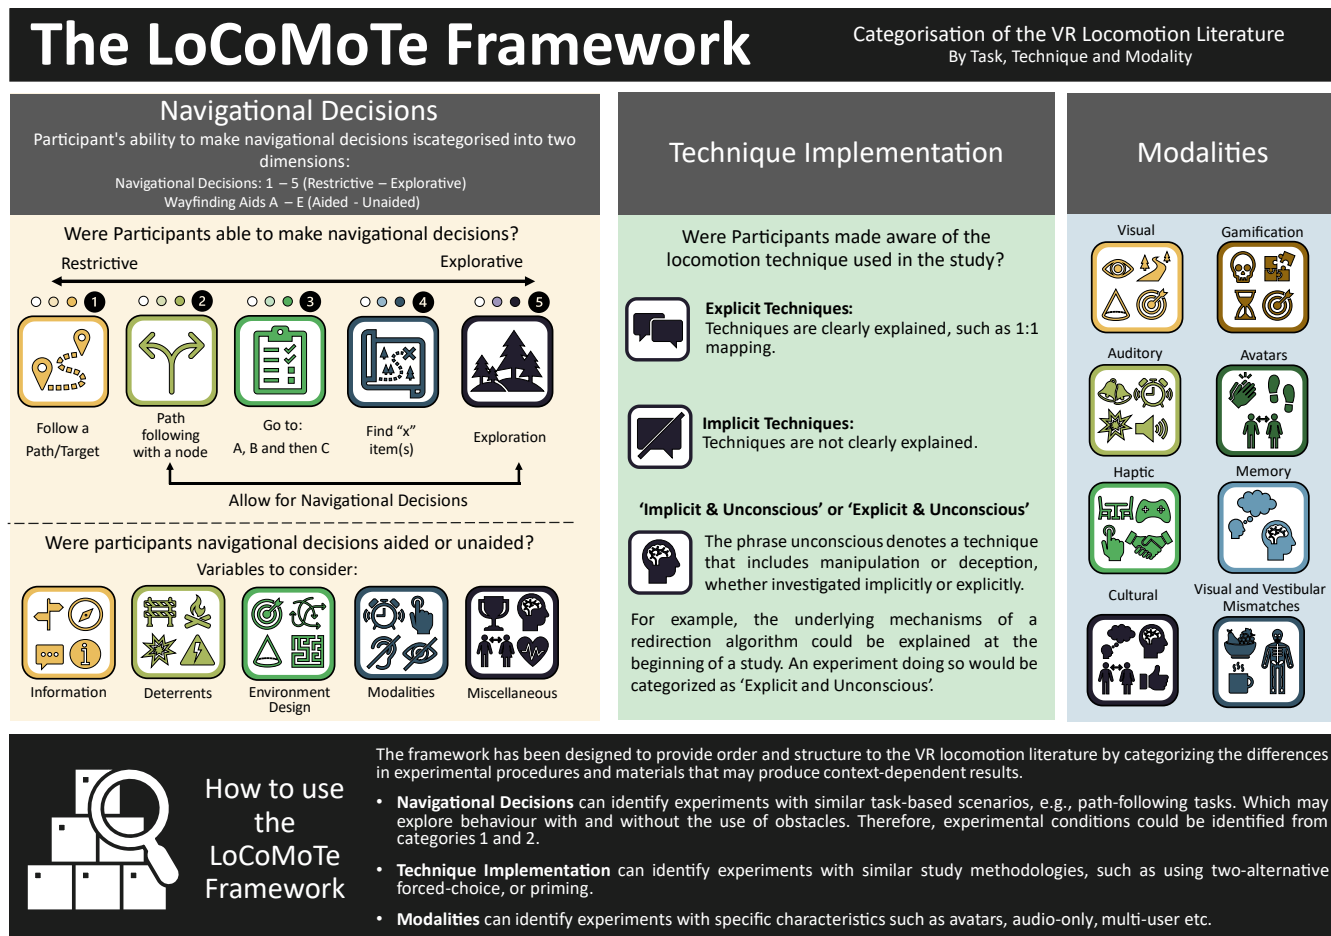 The LoCoMoTe Framework
Categorisation of the VR Locomotion Literature
By Task, Technique and Modality
Navigational Decisions
Participant's ability to make navigational decisions iscategorised into two
dimensions:
Navigational Decisions: 1 – 5 (Restrictive – Explorative)
Wayfinding Aids A – E (Aided - Unaided)
Were Participants able to make navigational decisions?
Restrictive
Explorative
1
2
3
4
5
Follow a
Path/Target
Path
following
with a node
Go to:
A, B and then C
Find “x”
item(s)
Exploration
Allow for Navigational Decisions
Were participants navigational decisions aided or unaided?
Variables to consider:
Information
Deterrents
Environment
Design
Modalities
Miscellaneous
Technique Implementation
Were Participants made aware of the
locomotion technique used in the study?
Explicit Techniques:
Techniques are clearly explained, such as 1:1
mapping.
Implicit Techniques:
Techniques are not clearly explained.
‘Implicit & Unconscious’ or ‘Explicit & Unconscious’
The phrase unconscious denotes a technique
that includes manipulation or deception,
whether investigated implicitly or explicitly.
For example, the underlying mechanisms of a
redirection algorithm could be explained at the
beginning of a study. An experiment doing so would be
categorized as ‘Explicit and Unconscious’.
Modalities
Visual
Gamification
Auditory
Avatars
Haptic
Memory
Cultural
Visual and Vestibular
Mismatches
How to use
the
LoCoMoTe
Framework
The framework has been designed to provide order and structure to the VR locomotion literature by categorizing the differences
in experimental procedures and materials that may produce context-dependent results.
• Navigational Decisions can identify experiments with similar task-based scenarios, e.g., path-following tasks. Which may
explore behaviour with and without the use of obstacles. Therefore, experimental conditions could be identified from
categories 1 and 2.
• Technique Implementation can identify experiments with similar study methodologies, such as using two-alternative
forced-choice, or priming.
• Modalities can identify experiments with specific characteristics such as avatars, audio-only, multi-user etc.